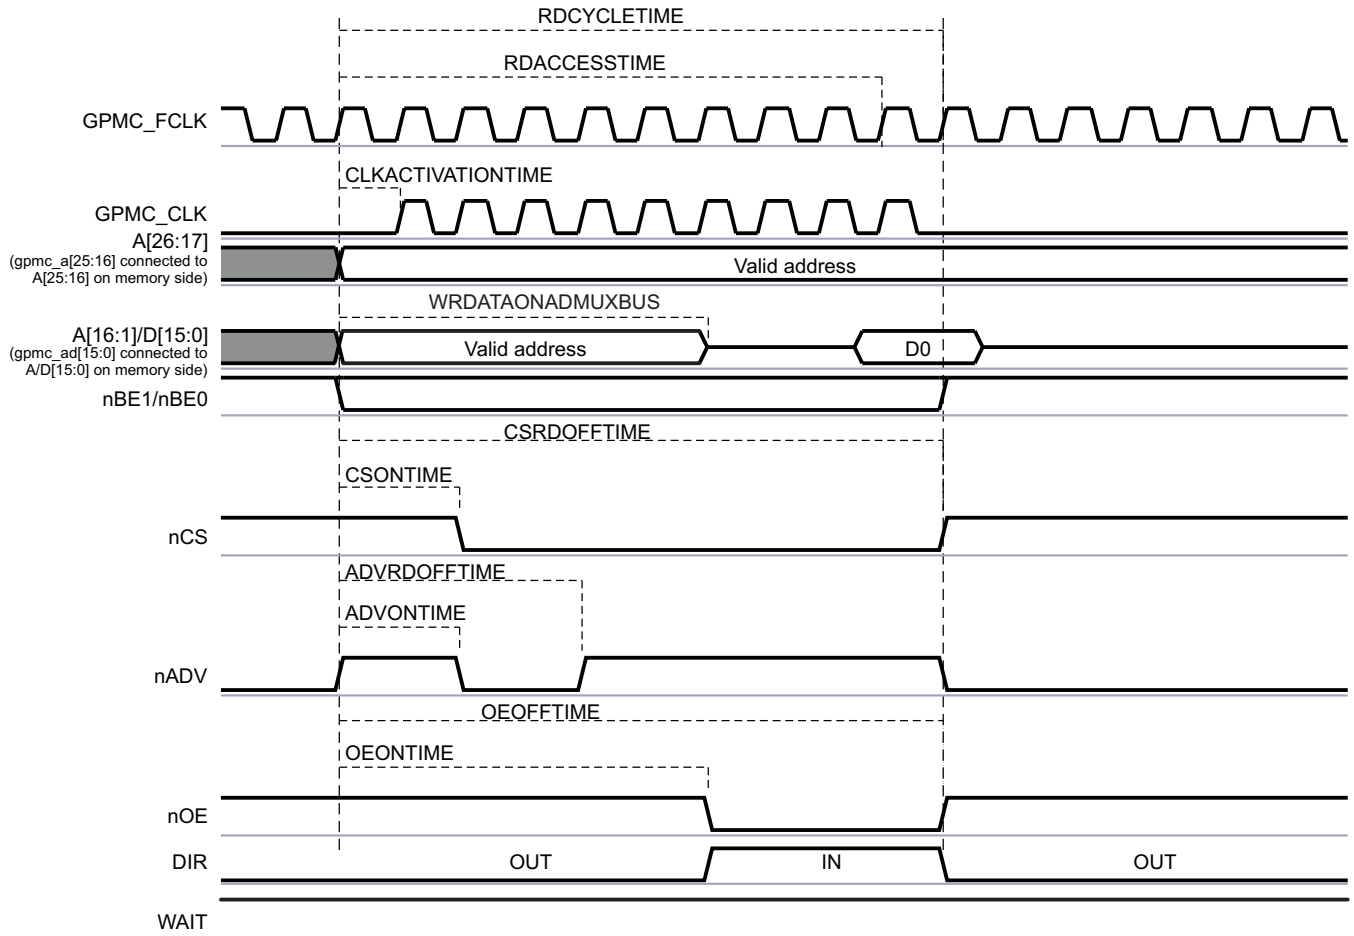 RDCYCLETIME
RDACCESSTIME
GPMC_FCLK
CLKACTIVATIONTIME
GPMC_CLK
A[26:17]
(gpmc_a[25:16] connected to
A[25:16] on memory side)
Valid address
WRDATAONADMUXBUS
A[16:1]/D[15:0]
(gpmc_ad[15:0] connected to
A/D[15:0] on memory side)
Valid address
D0
nBE1/nBE0
CSRDOFFTIME
CSONTIME
nCS
ADVRDOFFTIME
ADVONTIME
nADV
OEOFFTIME
OEONTIME
nOE
DIR
OUT
IN
OUT
WAIT